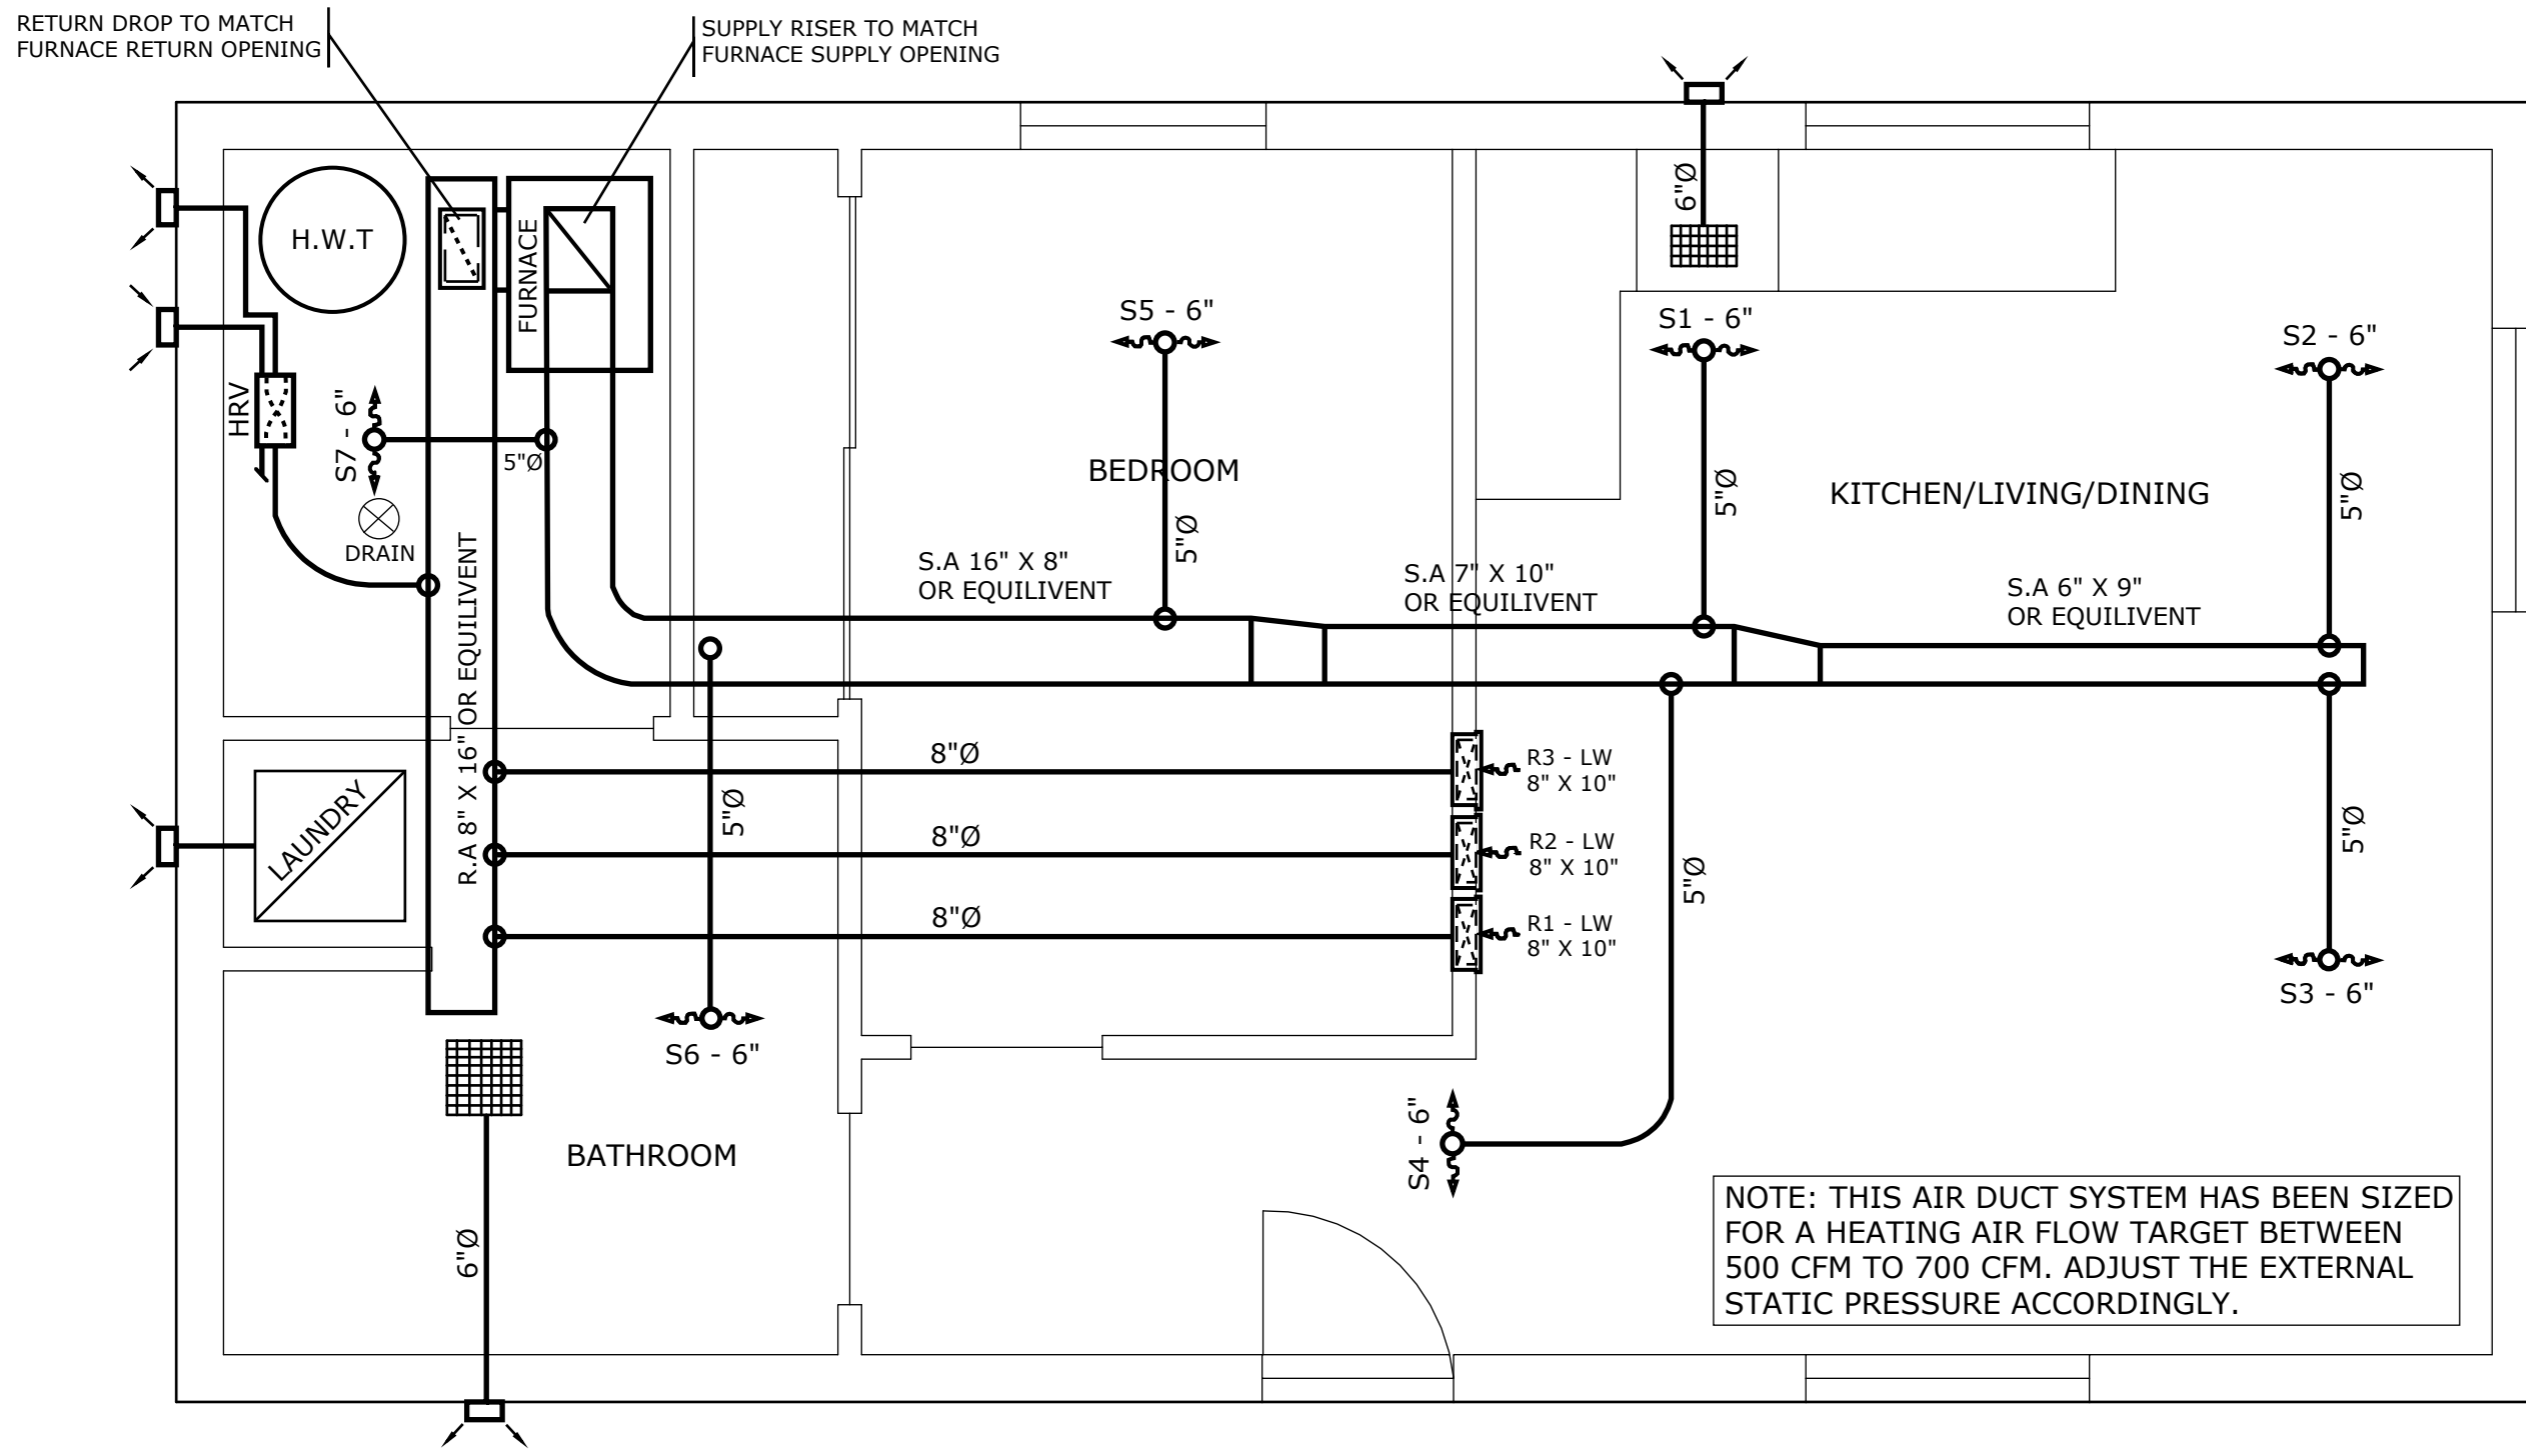 RETURN DROP TO MATCH
FURNACE RETURN OPENING
SUPPLY RISER TO MATCH
FURNACE SUPPLY OPENING
6"Ø
H.W.T
FURNACE
S5 - 6"
S1 - 6"
S2 - 6"
HRV
S7 - 6"
5"Ø
DRAIN
BEDROOM
5"Ø
5"Ø
KITCHEN/LIVING/DINING
5"Ø
S.A 16" X 8"
OR EQUILIVENT
S.A 7" X 10"
OR EQUILIVENT
S.A 6" X 9"
OR EQUILIVENT
R.A 8" X 16" OR EQUILIVENT
8"Ø
R3 - LW
8" X 10"
LAUNDRY
5"Ø
8"Ø
R2 - LW
8" X 10"
5"Ø
5"Ø
8"Ø
R1 - LW
8" X 10"
S3 - 6"
S6 - 6"
S4 - 6"
BATHROOM
6"Ø
NOTE: THIS AIR DUCT SYSTEM HAS BEEN SIZED
FOR A HEATING AIR FLOW TARGET BETWEEN
500 CFM TO 700 CFM. ADJUST THE EXTERNAL
STATIC PRESSURE ACCORDINGLY.